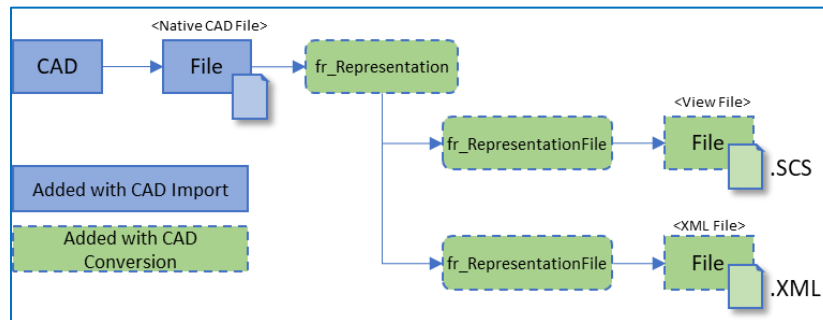 <Native CAD File>
CAD
File
fr_Representation
<View File>
fr_RepresentationFile
File
.SCS
Added with CAD Import
<XML File>
Added with CAD
Conversion
fr_RepresentationFile
File
.XML